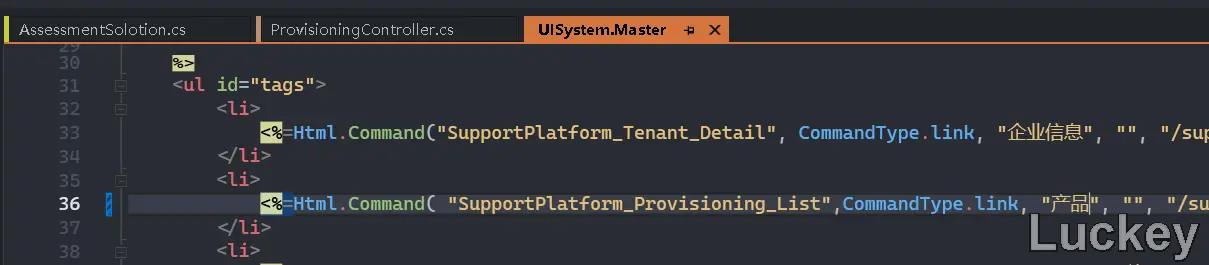 AssessmentSolotion.cs ProvisioningController.cs UISystem.Master
29
30 %>
31 <ul id="tags">
32 <li>
33 <%=Html.Command("SupportPlatform_Tenant_Detail", CommandType.link, "企业信息", "", "/sup
34 </li>
35 <li>
36 <%=Html.Command( "SupportPlatform_Provisioning_List",CommandType.link, "产品", "", "/su
37 </li>
38 <li>
Luckey